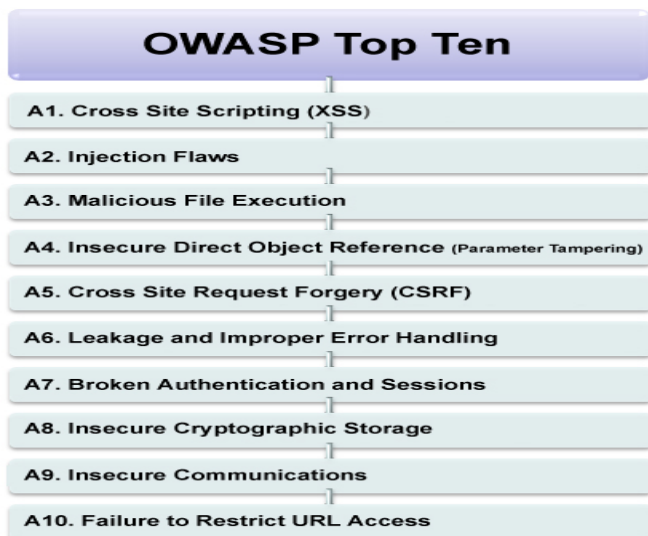 OWASP Top Ten
A1. Cross Site Scripting (XSS)
A2. Injection Flaws
A3. Malicious File Execution
A4. Insecure Direct Object Reference (Parameter Tampering)
A5. Cross Site Request Forgery (CSRF)
A6. Leakage and Improper Error Handling
A7. Broken Authentication and Sessions
A8. Insecure Cryptographic Storage
A9. Insecure Communications
A10. Failure to Restrict URL Access